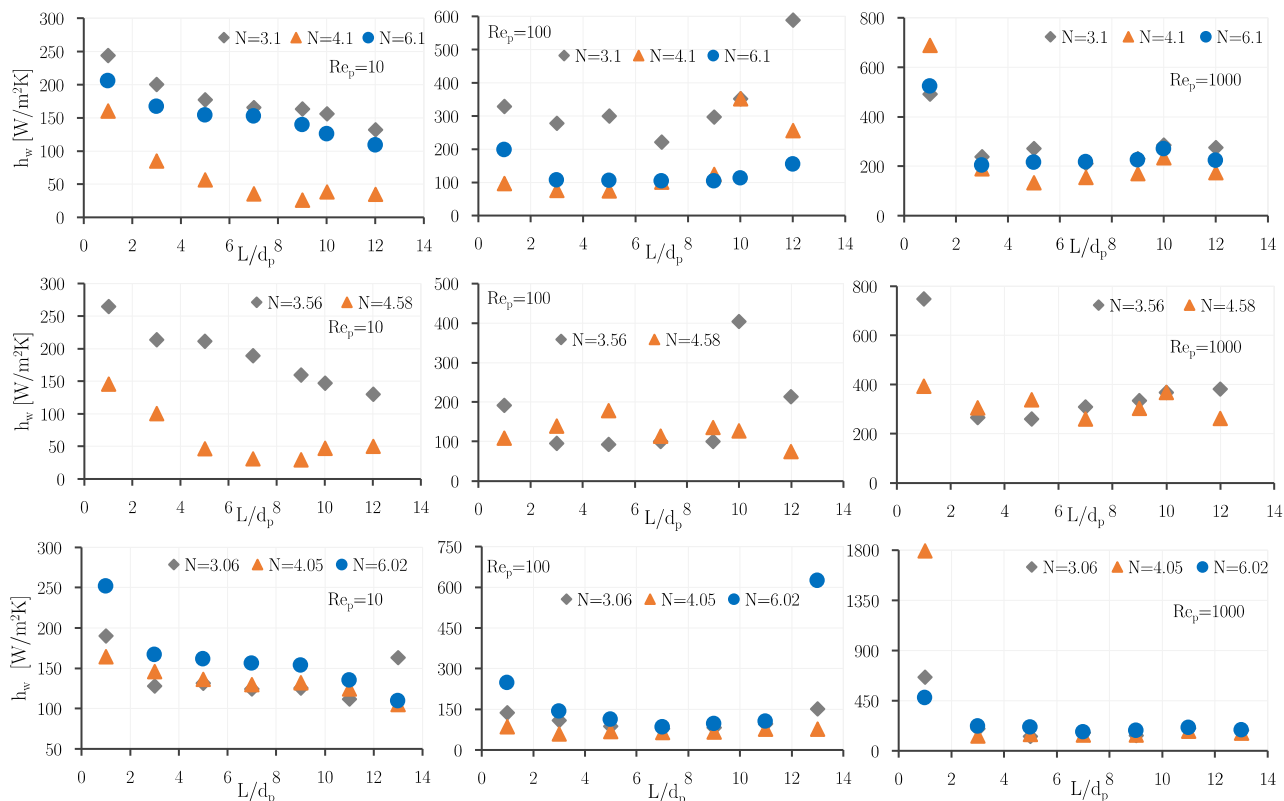 h_w [W/m²K]
300
250
200
150
100
50
0
N=3.1 N=4.1 N=6.1
Re_p=10
0 2 4 6 8 10 12 14
L/d_p
600
500
400
300
200
100
0
Re_p=100
N=3.1 N=4.1 N=6.1
0 2 4 6 8 10 12 14
L/d_p
800
600
400
200
0
N=3.1 N=4.1 N=6.1
Re_p=1000
0 2 4 6 8 10 12 14
L/d_p
h_w [W/m²K]
300
250
200
150
100
50
0
N=3.56 N=4.58
Re_p=10
0 2 4 6 8 10 12 14
L/d_p
500
400
300
200
100
0
Re_p=100
N=3.56 N=4.58
0 2 4 6 8 10 12 14
L/d_p
800
600
400
200
0
N=3.56 N=4.58
Re_p=1000
0 2 4 6 8 10 12 14
L/d_p
h_w [W/m²K]
300
250
200
150
100
50
N=3.06 N=4.05 N=6.02
Re_p=10
0 2 4 6 8 10 12 14
L/d_p
750
600
450
300
150
0
Re_p=100
N=3.06 N=4.05 N=6.02
0 2 4 6 8 10 12 14
L/d_p
1800
1350
900
450
0
N=3.06 N=4.05 N=6.02
Re_p=1000
0 2 4 6 8 10 12 14
L/d_p